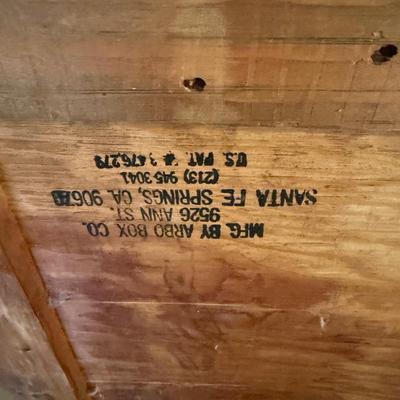 MFG. BY ARBO BOX CO.
9526 ANN ST.
SANTA FE SPRINGS, CA. 90670
(213) 945 3041
U.S. PAT. # 3,476,279